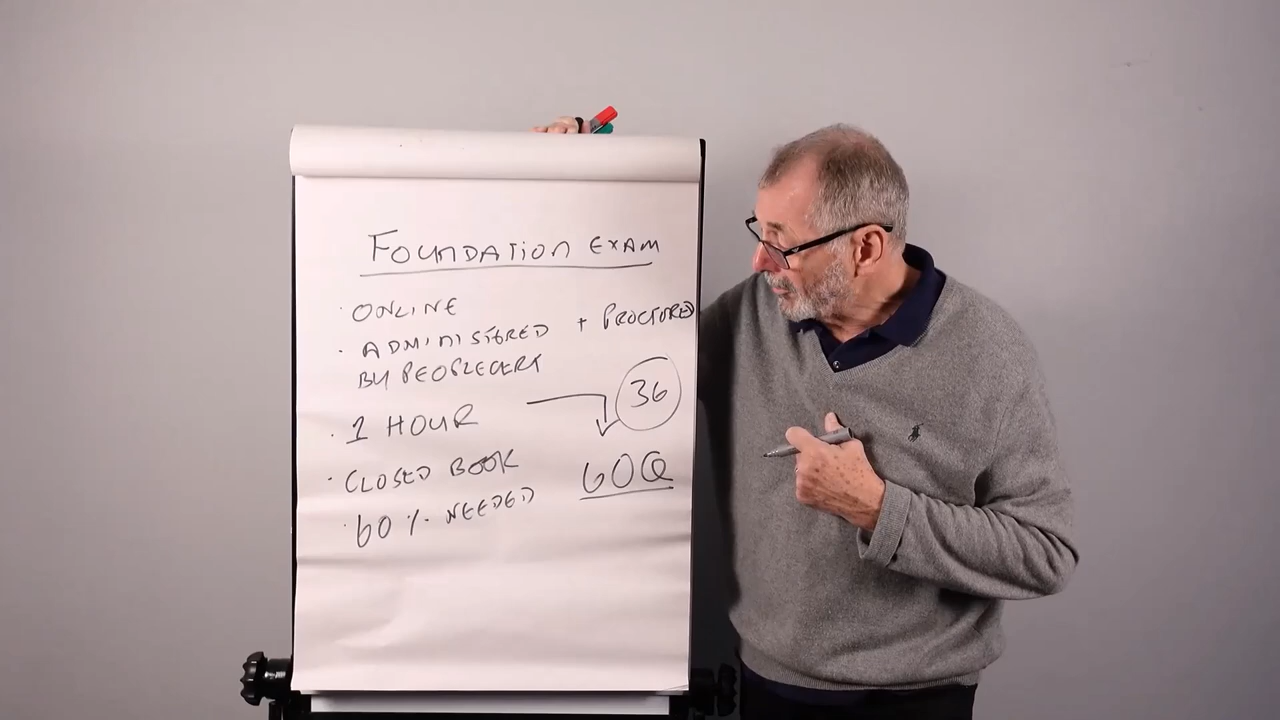 FOUNDATION EXAM
· ONLINE
· ADMINISTERED + PROCTORED
BY PEOPLECERT
· 1 HOUR
36
· CLOSED BOOK
60Q
· 60% NEEDED